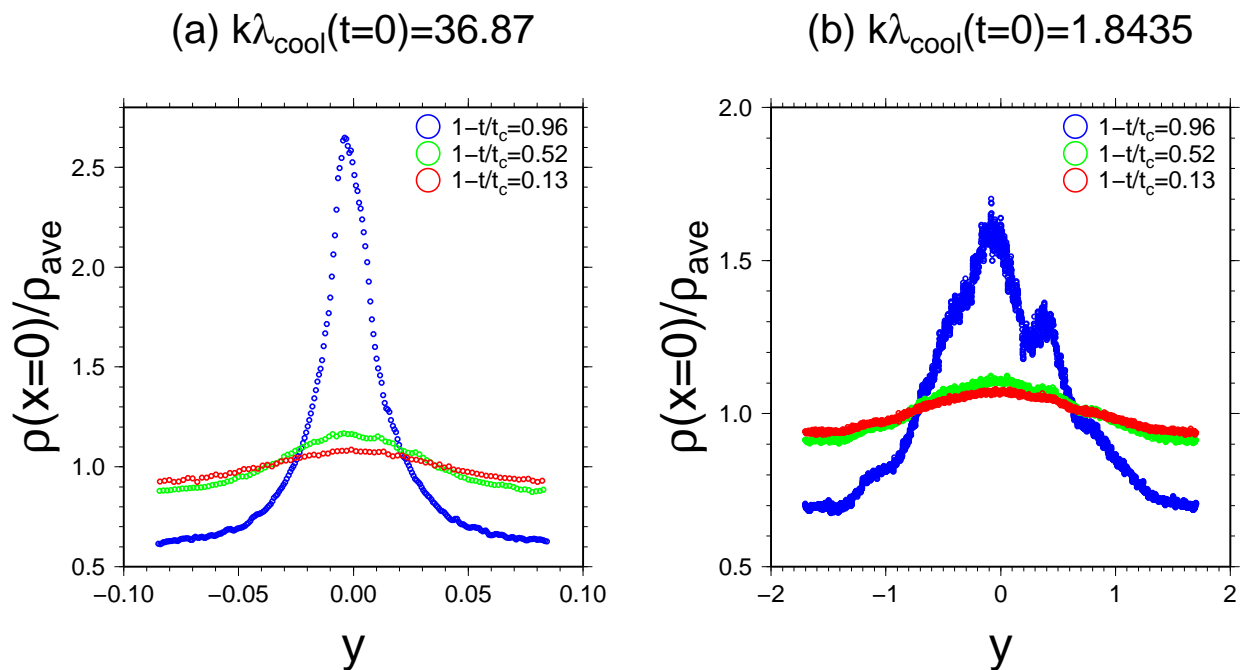 (a) kλcool(t=0)=36.87
ρ(x=0)/ρave
2.5
2.0
1.5
1.0
0.5
1−t/tc=0.96
1−t/tc=0.52
1−t/tc=0.13
−0.10
−0.05
0.00
0.05
0.10
y
(b) kλcool(t=0)=1.8435
ρ(x=0)/ρave
2.0
1.5
1.0
0.5
1−t/tc=0.96
1−t/tc=0.52
1−t/tc=0.13
−2
−1
0
1
2
y